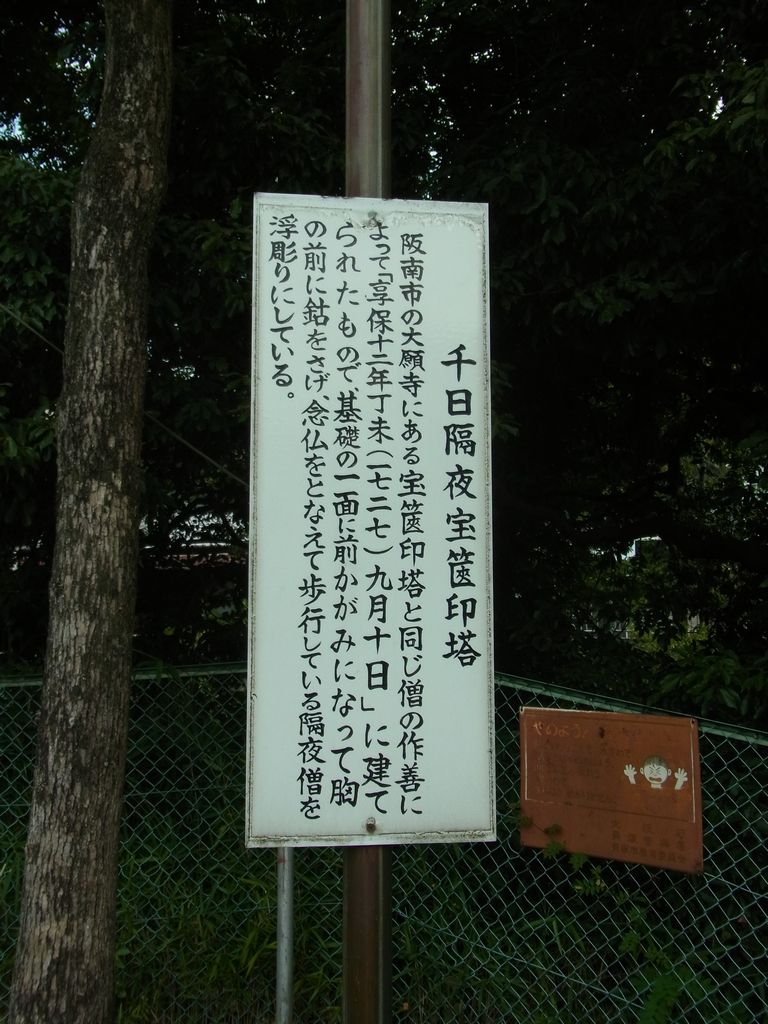 千日隔夜宝篋印塔
阪南市の大願寺にある宝篋印塔と同じ僧の作善に
よって「享保十二年丁未(一七二七)九月十日」に建て
られたもので、基礎の一面に前かがみになって胸
の前に鈷をさげ、念仏をとなえて歩行している隔夜僧を
浮彫りにしている。